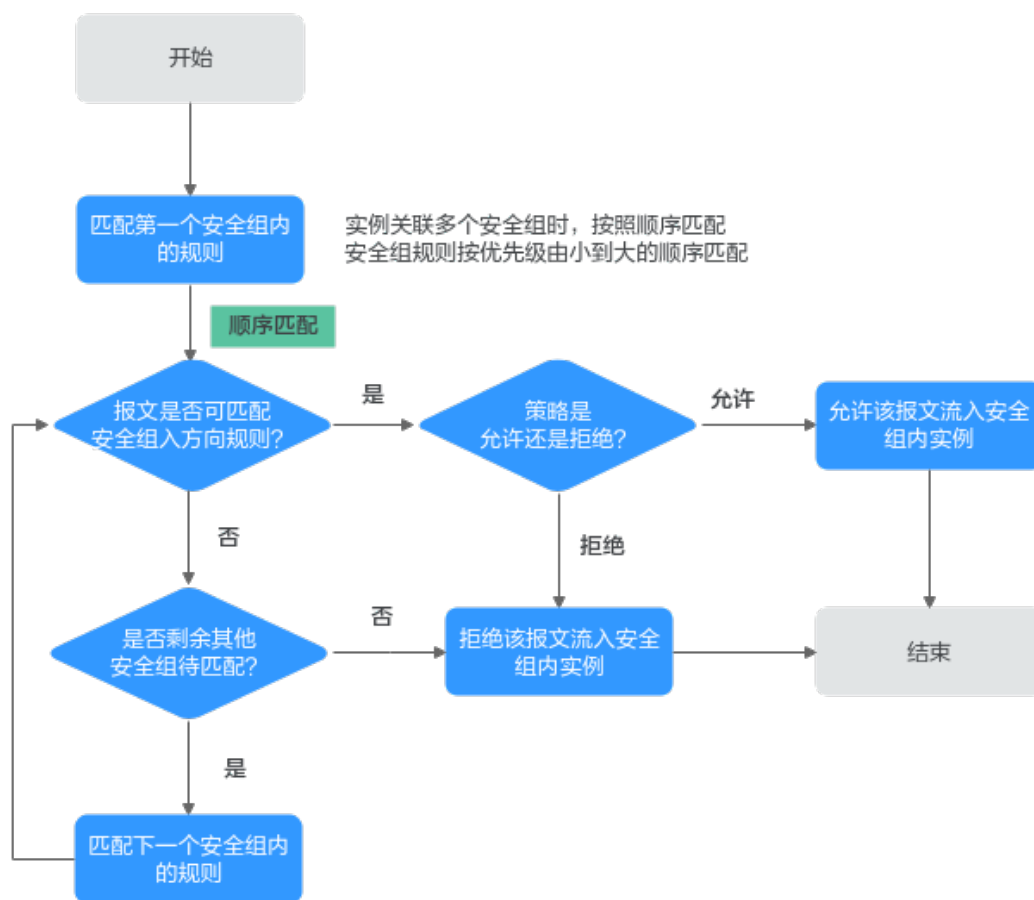 开始
匹配第一个安全组内
的规则
实例关联多个安全组时，按照顺序匹配
安全组规则按优先级由小到大的顺序匹配
顺序匹配
报文是否可匹配
安全组入方向规则?
是
策略是
允许还是拒绝?
允许
允许该报文流入安全
组内实例
否
拒绝
是否剩余其他
安全组待匹配?
否
拒绝该报文流入安全
组内实例
结束
是
匹配下一个安全组内
的规则